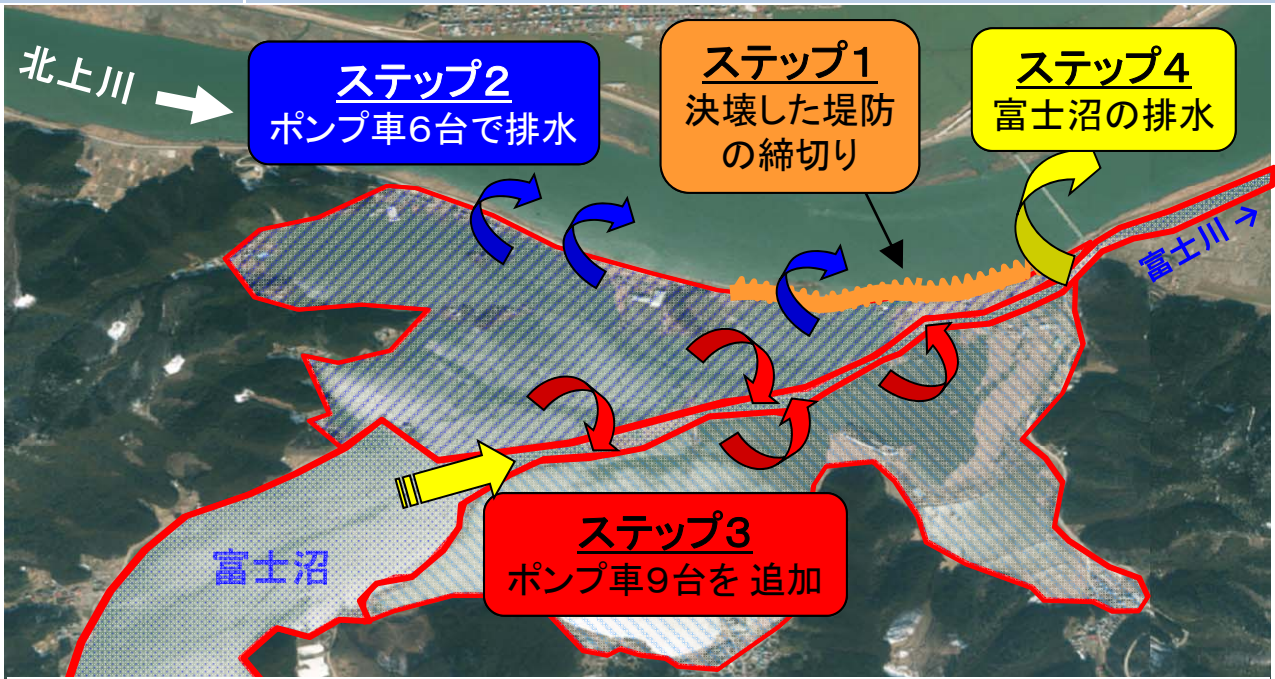 北上川
ステップ2
ポンプ車6台で排水
ステップ1
決壊した堤防
の締切り
ステップ4
富士沼の排水
富士川→
富士沼
ステップ3
ポンプ車9台を 追加